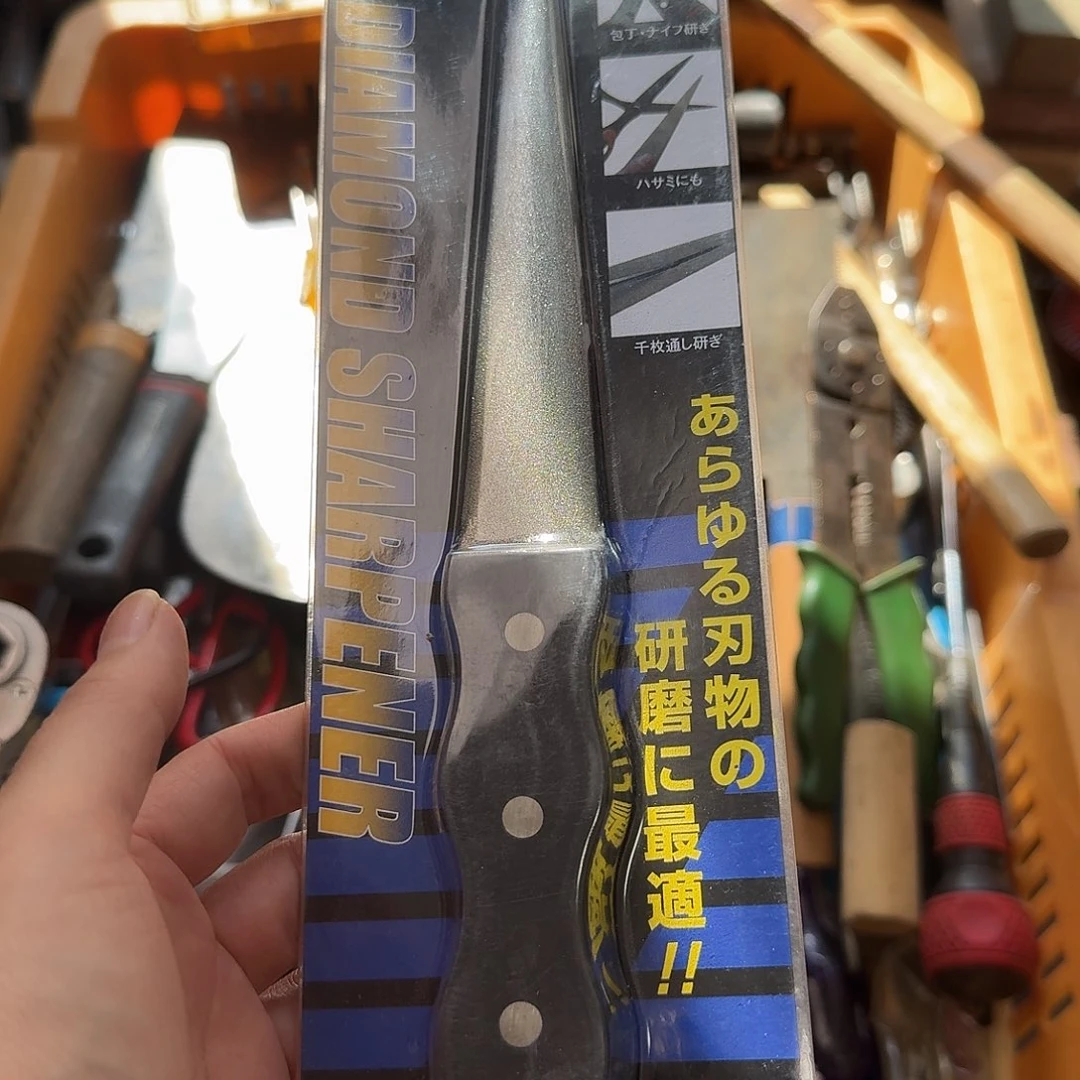 DIAMOND SHARPENER
包丁・ナイフ研ぎ
ハサミにも
千枚通し研ぎ
あらゆる刃物の
研磨に最適!!